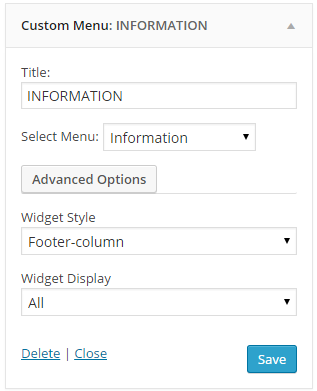 Custom Menu: INFORMATION
Title:
INFORMATION
Select Menu: Information
Advanced Options
Widget Style
Footer-column
Widget Display
All
Delete | Close Save